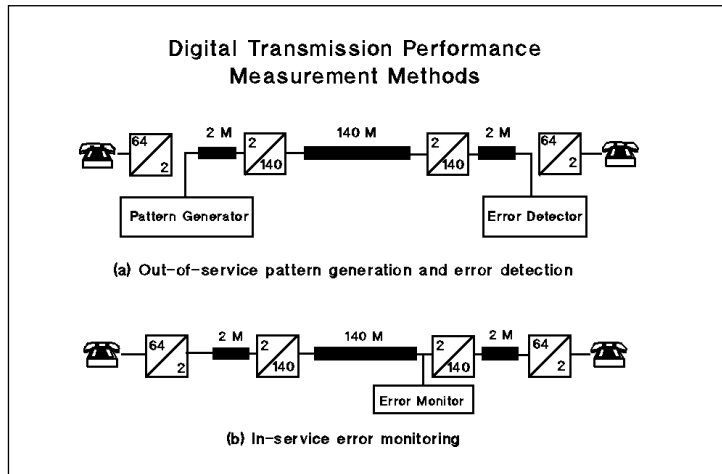 Digital Transmission Performance
Measurement Methods
64 2 2 M 2 140 140 M 2 140 2 M 64 2
Pattern Generator Error Detector
(a) Out-of-service pattern generation and error detection
64 2 2 M 2 140 140 M 2 140 2 M 64 2
Error Monitor
(b) In-service error monitoring